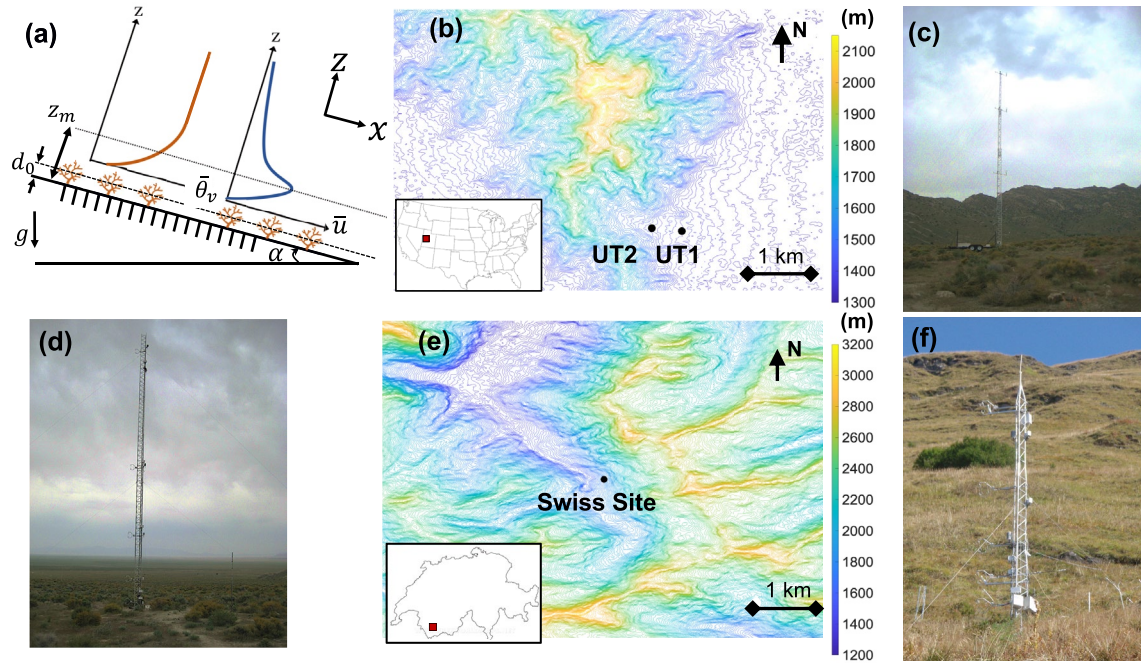 (a)
z
z
Z
x
z_m
d_0
θ̄_v
ū
g
α
(b)
N
UT2 UT1
1 km
(m)
2100
2000
1900
1800
1700
1600
1500
1400
1300
(c)
(d)
(e)
N
Swiss Site
1 km
(m)
3200
3000
2800
2600
2400
2200
2000
1800
1600
1400
1200
(f)